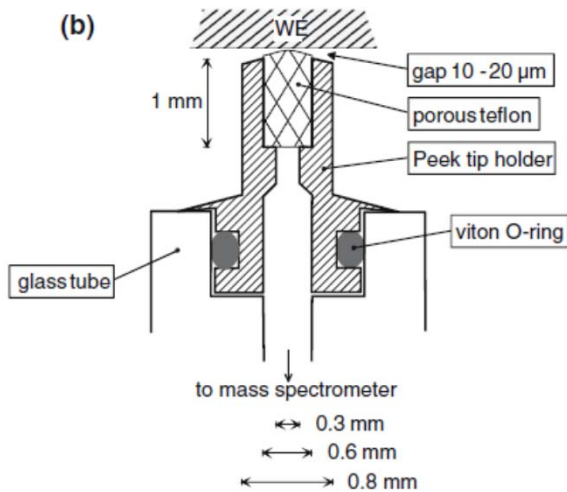 (b)
WE
gap 10 - 20 µm
1 mm
porous teflon
Peek tip holder
viton O-ring
glass tube
to mass spectrometer
0.3 mm
0.6 mm
0.8 mm